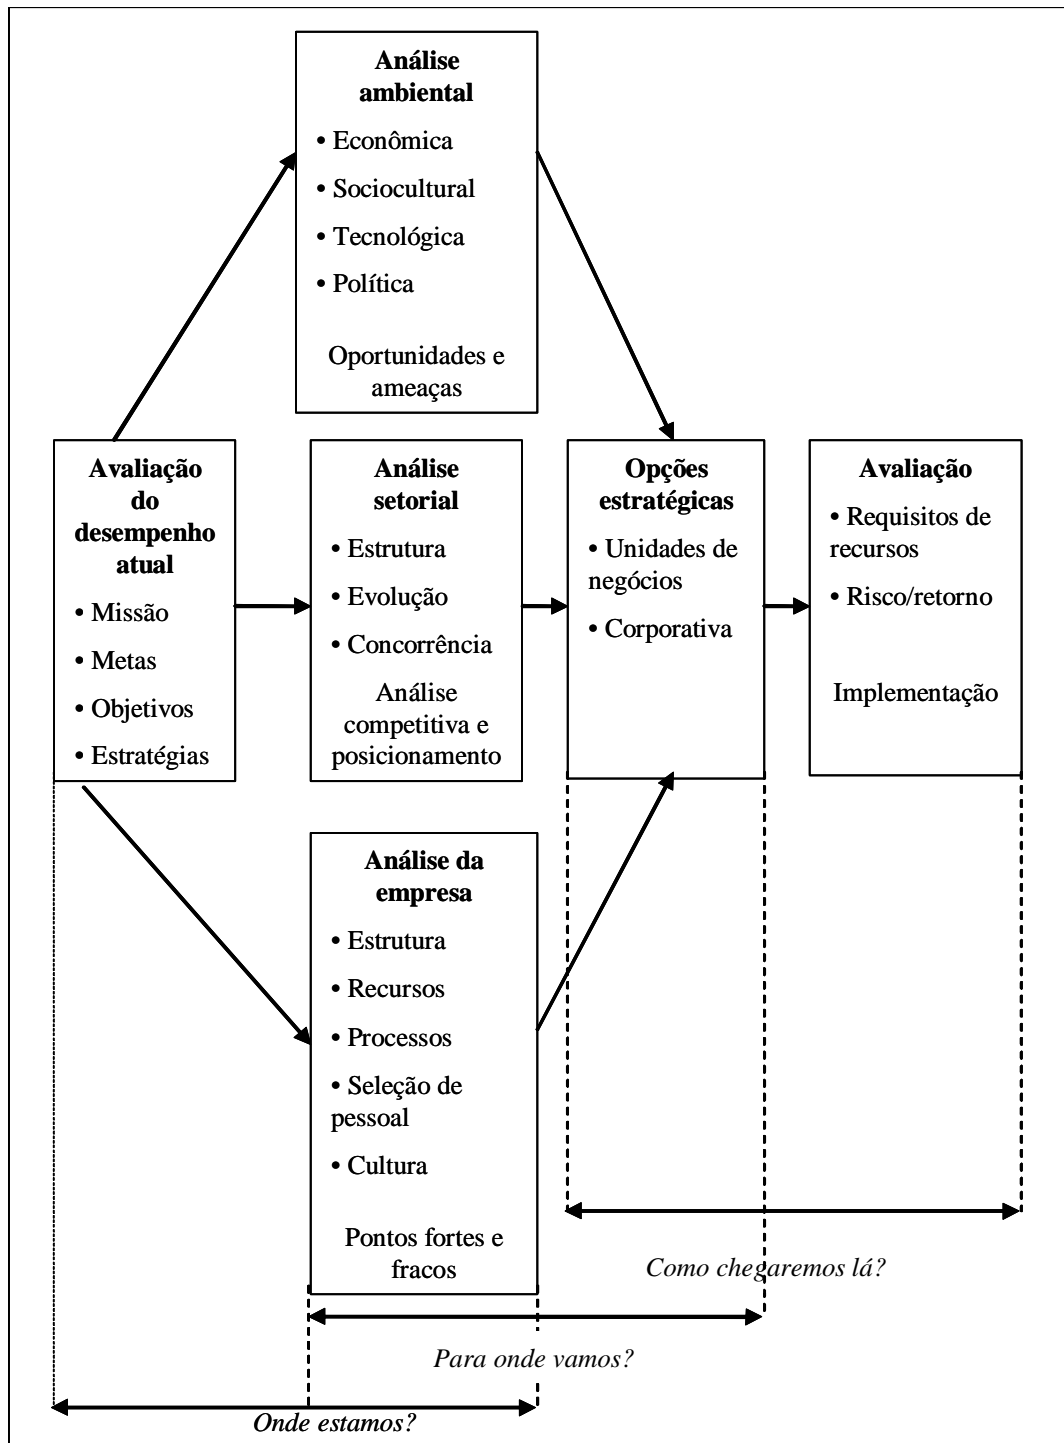 Análise
ambiental
• Econômica
• Sociocultural
• Tecnológica
• Política
Oportunidades e
ameaças
Avaliação
do
desempenho
atual
• Missão
• Metas
• Objetivos
• Estratégias
Análise
setorial
• Estrutura
• Evolução
• Concorrência
Análise
competitiva e
posicionamento
Opções
estratégicas
• Unidades de
negócios
• Corporativa
Avaliação
• Requisitos de
recursos
• Risco/retorno
Implementação
Análise da
empresa
• Estrutura
• Recursos
• Processos
• Seleção de
pessoal
• Cultura
Pontos fortes e
fracos
Como chegaremos lá?
Para onde vamos?
Onde estamos?